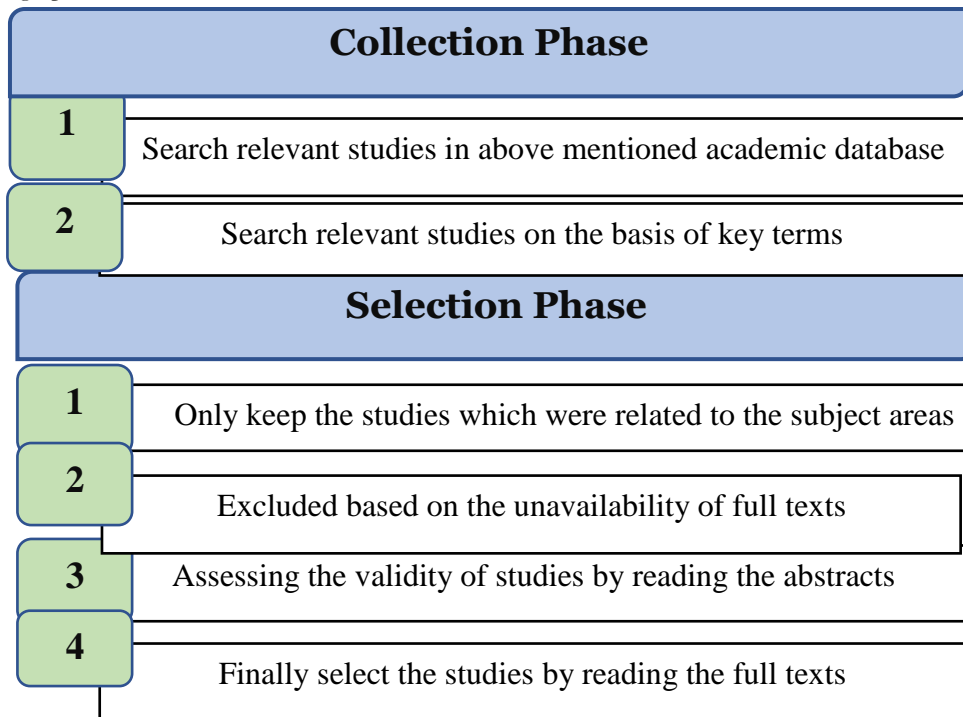 Collection Phase
1
Search relevant studies in above mentioned academic database
2
Search relevant studies on the basis of key terms
Selection Phase
1
Only keep the studies which were related to the subject areas
2
Excluded based on the unavailability of full texts
3
Assessing the validity of studies by reading the abstracts
4
Finally select the studies by reading the full texts